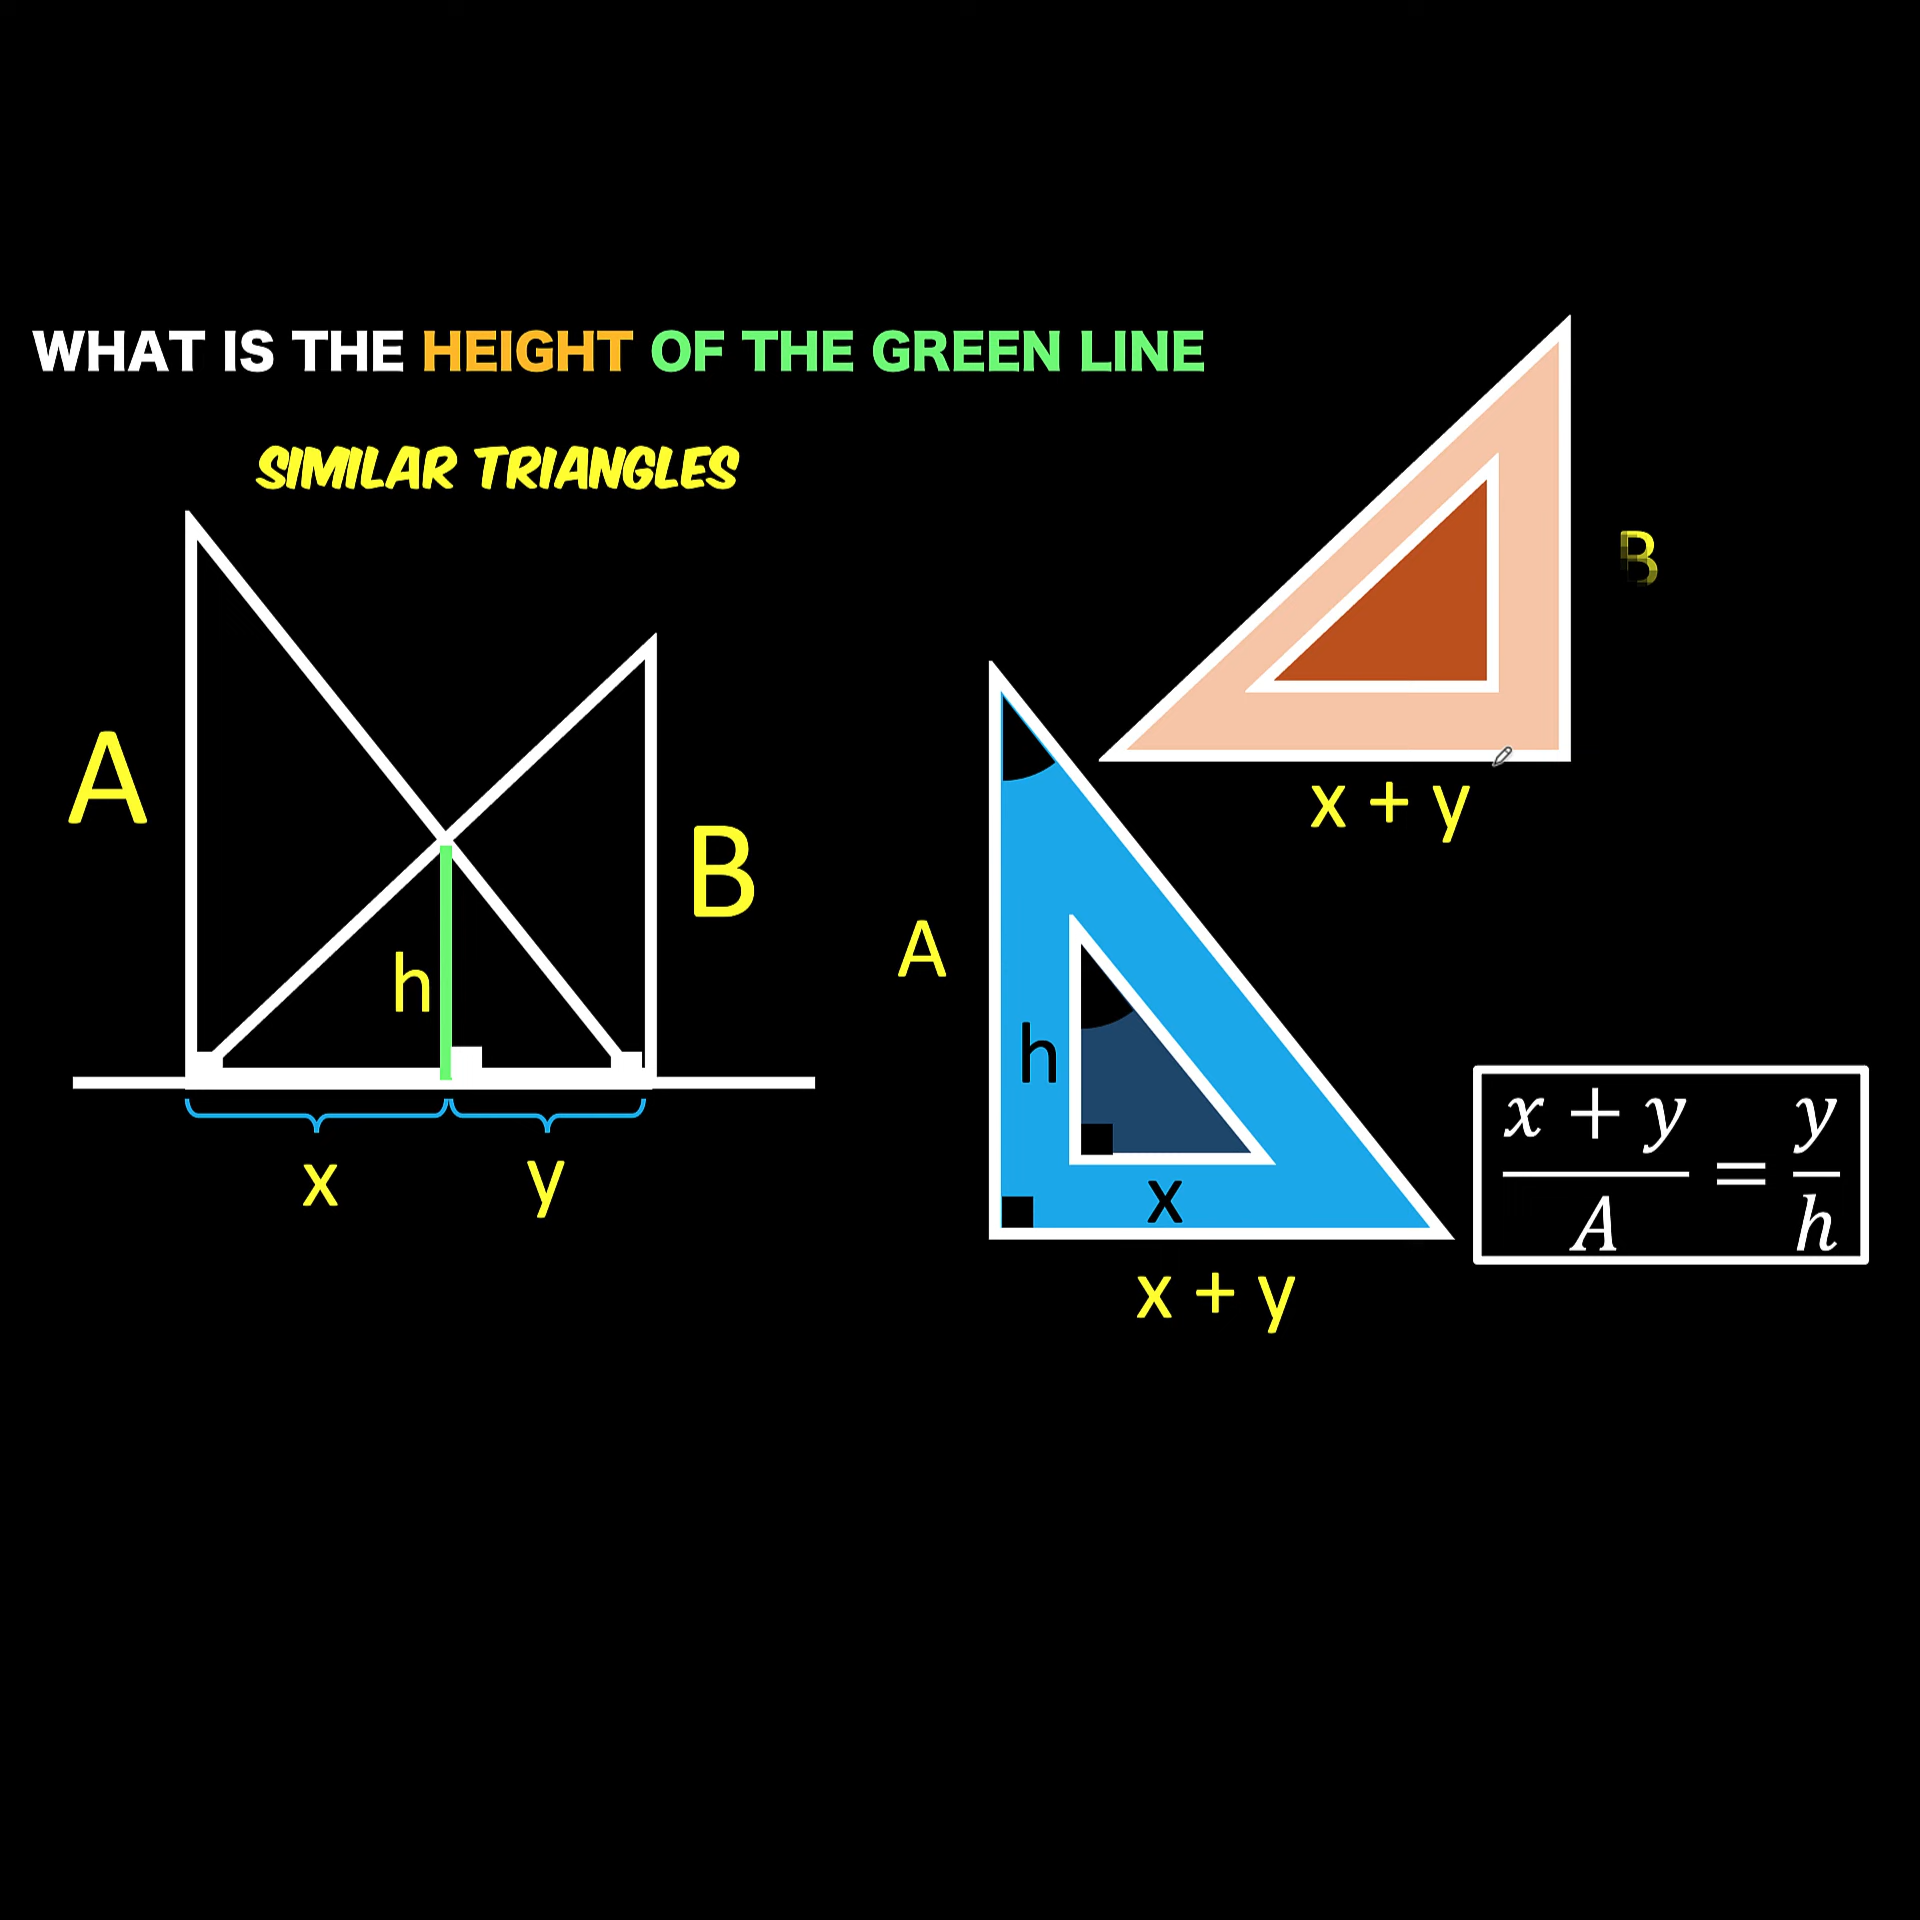 WHAT IS THE HEIGHT OF THE GREEN LINE
SIMILAR TRIANGLES
A
B
h
x
y
B
x + y
A
h
x
x + y
x + y / A = y / h